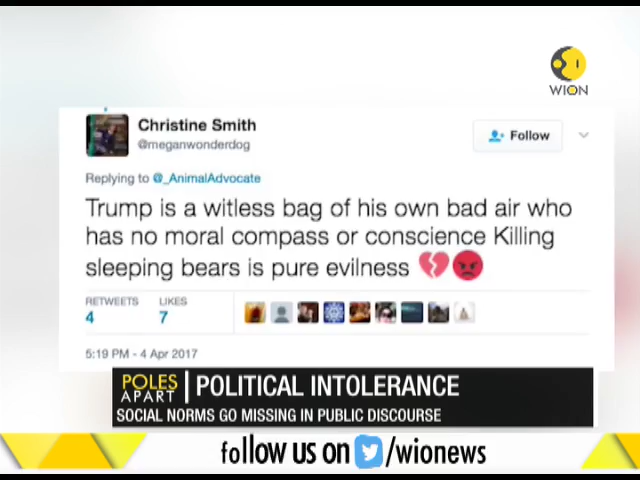 WION
Christine Smith
@meganwonderdog
Follow
Replying to @_AnimalAdvocate
Trump is a witless bag of his own bad air who
has no moral compass or conscience Killing
sleeping bears is pure evilness 💔😡
RETWEETS LIKES
4 7
5:19 PM - 4 Apr 2017
POLES APART
POLITICAL INTOLERANCE
SOCIAL NORMS GO MISSING IN PUBLIC DISCOURSE
follow us on /wionews